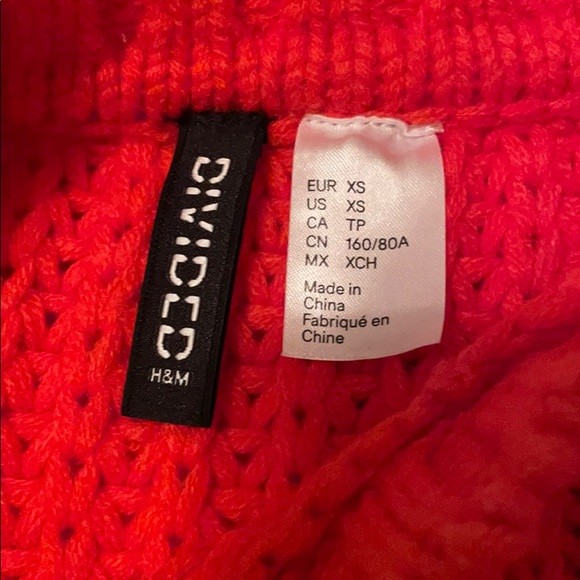 DIVIDED
H&M
EUR XS
US XS
CA TP
CN 160/80A
MX XCH
Made in
China
Fabriqué en
Chine